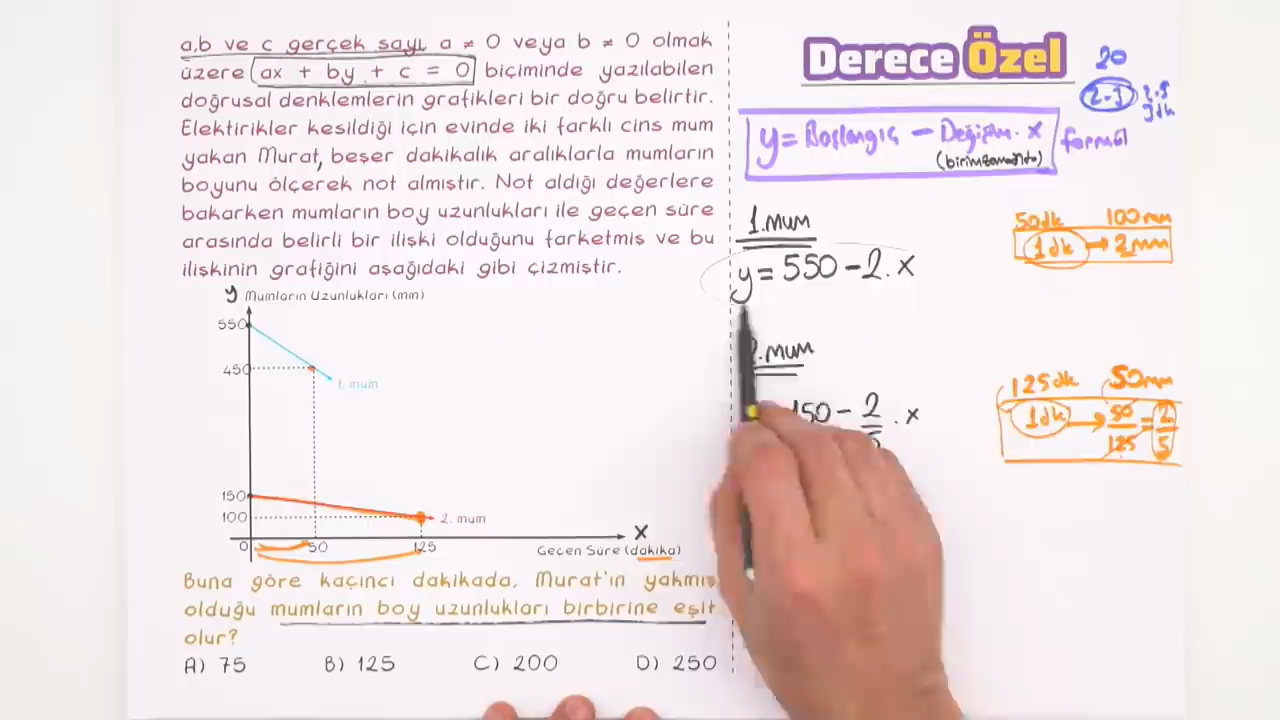 a,b ve c gerçek sayı a ≠ 0 veya b ≠ 0 olmak
üzere ax + by + c = 0 biçiminde yazılabilen
doğrusal denklemlerin grafikleri bir doğru belirtir.
Elektirikler kesildiği için evinde iki farklı cins mum
yakan Murat, beşer dakikalık aralıklarla mumların
boyunu ölçerek not almıştır. Not aldığı değerlere
bakarken mumların boy uzunlukları ile geçen süre
arasında belirli bir ilişki olduğunu farketmiş ve bu
ilişkinin grafiğini aşağıdaki gibi çizmiştir.
y Mumların Uzunlukları (mm)
550
450
1. mum
150
100
2. mum
0 50 125
x
Geçen Süre (dakika)
Buna göre kaçıncı dakikada, Murat'ın yakmış
olduğu mumların boy uzunlukları birbirine eşit
olur?
A) 75 B) 125 C) 200 D) 250
Derece Özel
20
2-3
y = Başlangıç - Değişim . x formül
(birim zamanda)
1. mum
y = 550 - 2 . x
50dk 100mm
1dk → 2mm
. mum
150 - 2 . x
125dk 50mm
1dk → 50/125 = 2/5